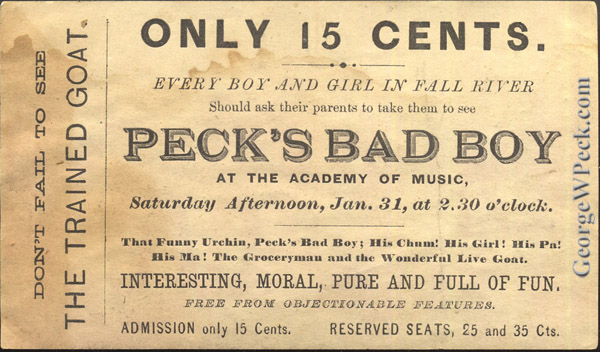 DON'T FAIL TO SEE
THE TRAINED GOAT.
ONLY 15 CENTS.
EVERY BOY AND GIRL IN FALL RIVER
Should ask their parents to take them to see
PECK'S BAD BOY
AT THE ACADEMY OF MUSIC,
Saturday Afternoon, Jan. 31, at 2.30 o'clock.
That Funny Urchin, Peck's Bad Boy; His Chum! His Girl! His Pa!
His Ma! The Groceryman and the Wonderful Live Goat.
INTERESTING, MORAL, PURE AND FULL OF FUN.
FREE FROM OBJECTIONABLE FEATURES.
ADMISSION only 15 Cents. RESERVED SEATS, 25 and 35 Cts.
GeorgeWPeck.com